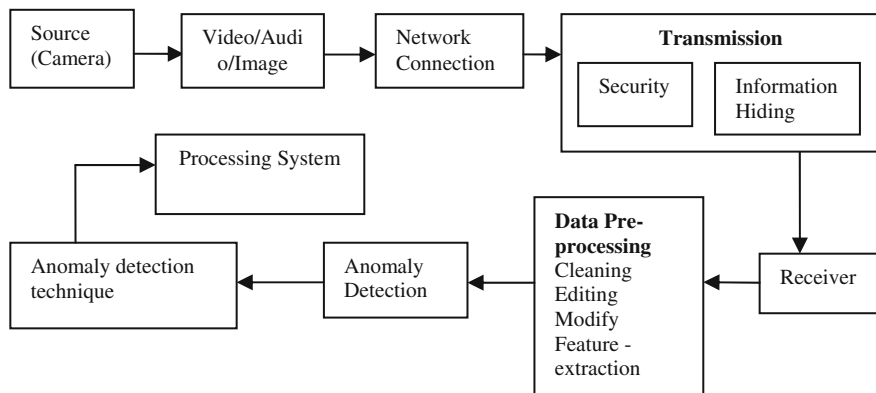 Source
(Camera)
Video/Audi
o/Image
Network
Connection
Transmission
Security
Information
Hiding
Processing System
Anomaly detection
technique
Anomaly
Detection
Data Pre-
processing
Cleaning
Editing
Modify
Feature -
extraction
Receiver